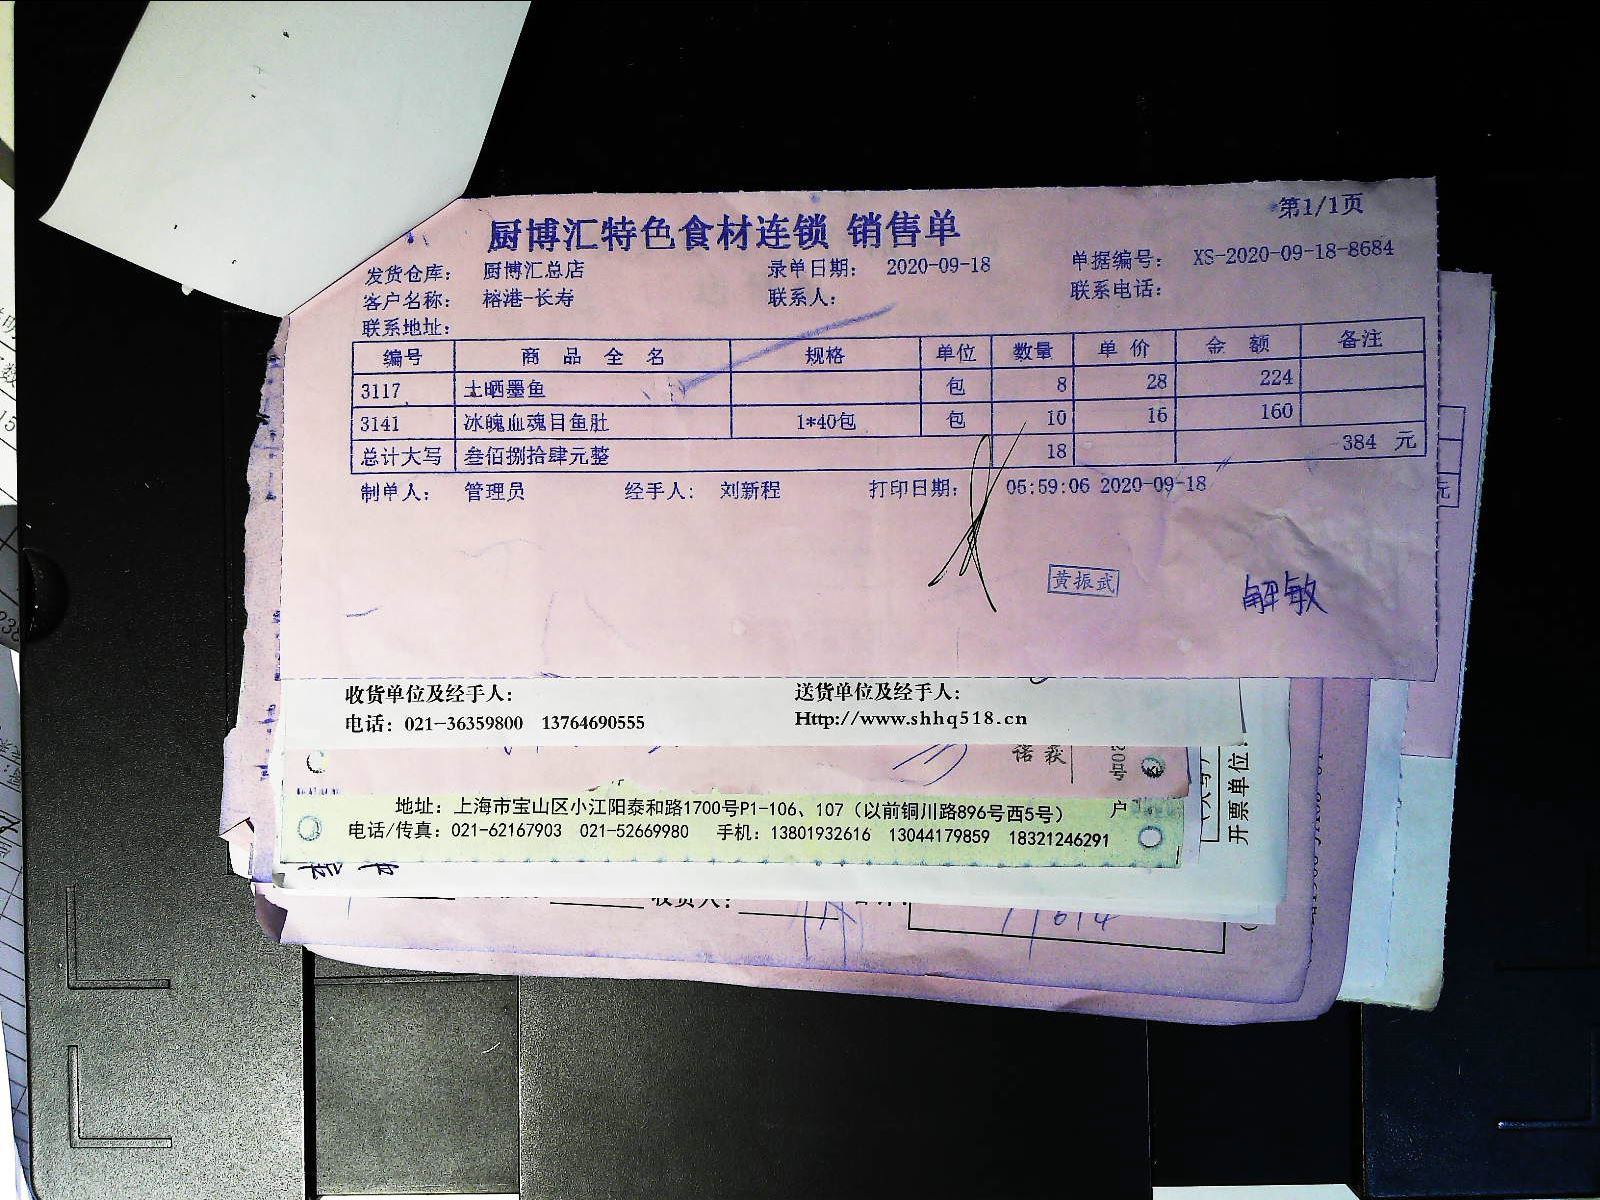 第1/1页
厨博汇特色食材连锁 销售单
发货仓库： 厨博汇总店 录单日期： 2020-09-18 单据编号： XS-2020-09-18-8684
客户名称： 榕港-长寿 联系人： 联系电话：
联系地址：
编号 商 品 全 名 规格 单位 数量 单 价 金 额 备注
3117 土晒墨鱼 包 8 28 224
3141 冰魄血魂目鱼肚 1*40包 包 10 16 160
总计大写 叁佰捌拾肆元整 18 384 元
制单人： 管理员 经手人： 刘新程 打印日期： 05:59:06 2020-09-18
元
黄振武
解敏
收货单位及经手人： 送货单位及经手人：
电话：021-36359800 13764690555 Http://www.shhq518.cn
地址：上海市宝山区小江阳泰和路1700号P1-106、107（以前铜川路896号西5号） 户
电话/传真：021-62167903 021-52669980 手机：13801932616 13044179859 18321246291
开票单位：
收货人：